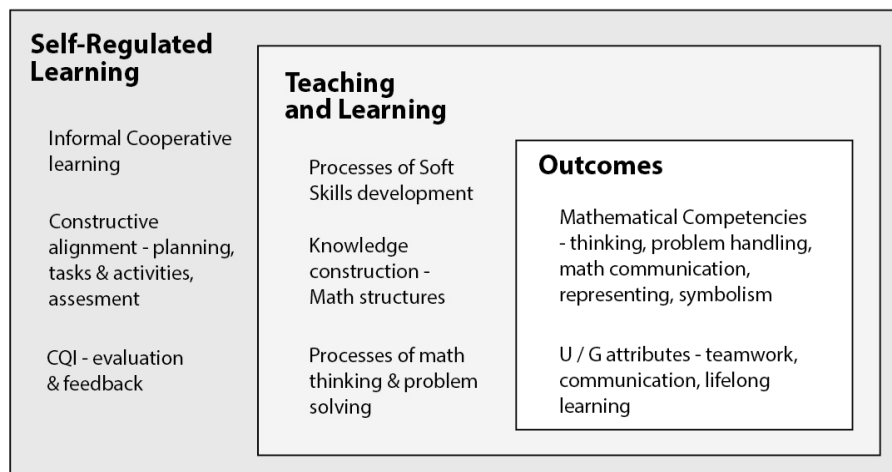 Self-Regulated
Learning
Informal Cooperative
learning
Constructive
alignment - planning,
tasks & activities,
assesment
CQI - evaluation
& feedback
Teaching
and Learning
Processes of Soft
Skills development
Knowledge
construction -
Math structures
Processes of math
thinking & problem
solving
Outcomes
Mathematical Competencies
- thinking, problem handling,
math communication,
representing, symbolism
U / G attributes - teamwork,
communication, lifelong
learning